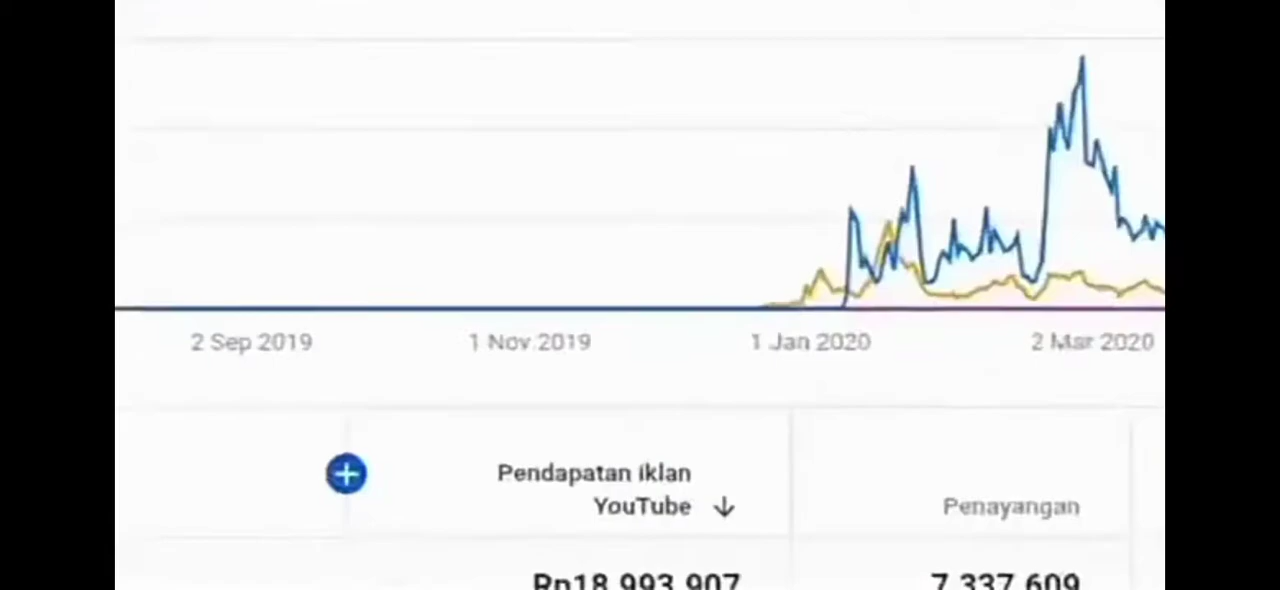 2 Sep 2019
1 Nov 2019
1 Jan 2020
2 Mar 2020
Pendapatan iklan
YouTube
Penayangan
Rp18.993.907
7.337.609